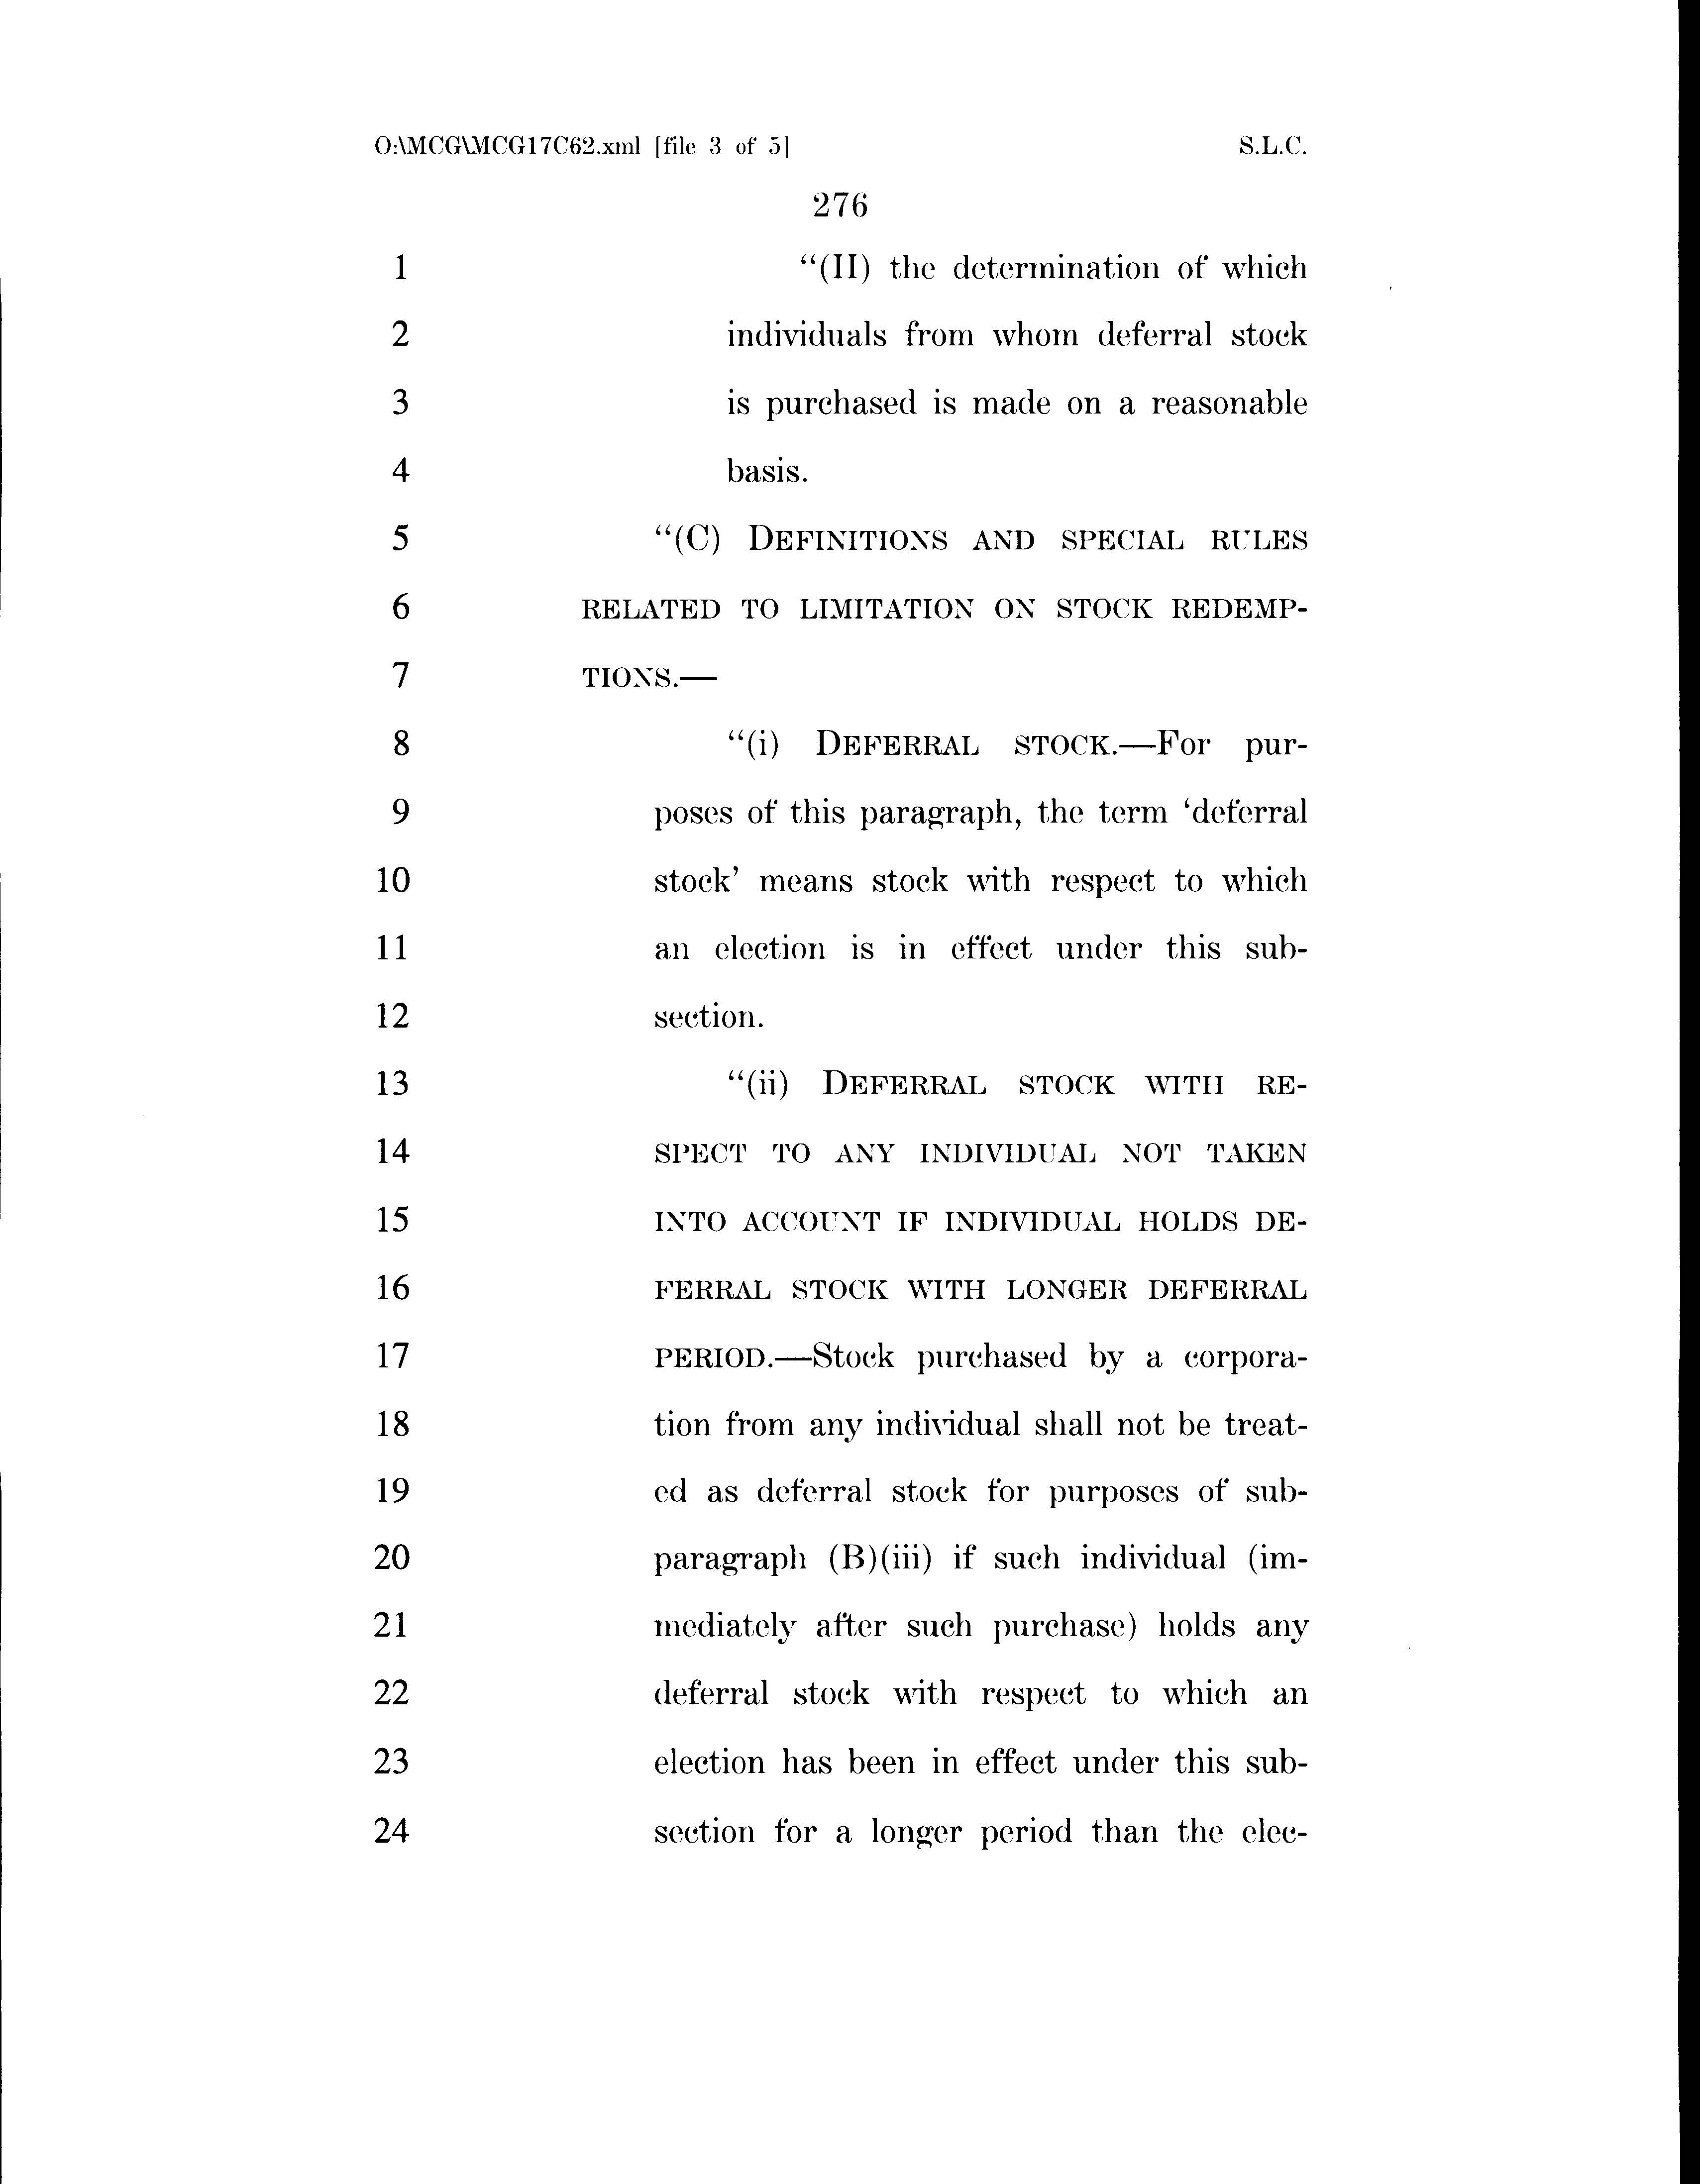 O:\MCG\MCG17C62.xml [file 3 of 5] S.L.C.
276
1 “(II) the determination of which
2 individuals from whom deferral stock
3 is purchased is made on a reasonable
4 basis.
5 “(C) DEFINITIONS AND SPECIAL RULES
6 RELATED TO LIMITATION ON STOCK REDEMP-
7 TIONS.—
8 “(i) DEFERRAL STOCK.—For pur-
9 poses of this paragraph, the term ‘deferral
10 stock’ means stock with respect to which
11 an election is in effect under this sub-
12 section.
13 “(ii) DEFERRAL STOCK WITH RE-
14 SPECT TO ANY INDIVIDUAL NOT TAKEN
15 INTO ACCOUNT IF INDIVIDUAL HOLDS DE-
16 FERRAL STOCK WITH LONGER DEFERRAL
17 PERIOD.—Stock purchased by a corpora-
18 tion from any individual shall not be treat-
19 ed as deferral stock for purposes of sub-
20 paragraph (B)(iii) if such individual (im-
21 mediately after such purchase) holds any
22 deferral stock with respect to which an
23 election has been in effect under this sub-
24 section for a longer period than the elec-